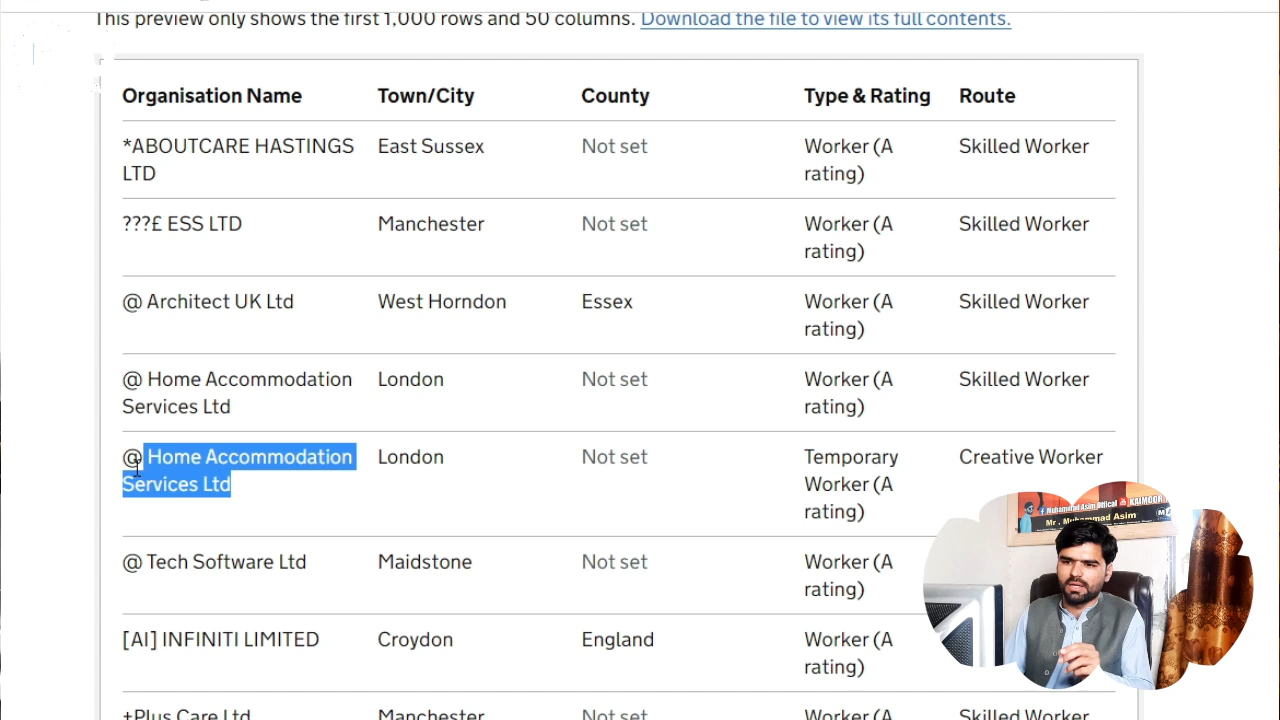 This preview only shows the first 1,000 rows and 50 columns. Download the file to view its full contents.
Organisation Name Town/City County Type & Rating Route
*ABOUTCARE HASTINGS East Sussex Not set Worker (A Skilled Worker
LTD rating)
???£ ESS LTD Manchester Not set Worker (A Skilled Worker
rating)
@ Architect UK Ltd West Horndon Essex Worker (A Skilled Worker
rating)
@ Home Accommodation London Not set Worker (A Skilled Worker
Services Ltd rating)
@ Home Accommodation London Not set Temporary Creative Worker
Services Ltd Worker (A
rating)
@ Tech Software Ltd Maidstone Not set Worker (A
rating)
[AI] INFINITI LIMITED Croydon England Worker (A
rating)
+Plus Care Ltd Manchester Not set Worker (A Skilled Worker
Muhammad Asim Offical
Mr. Muhammad Asim